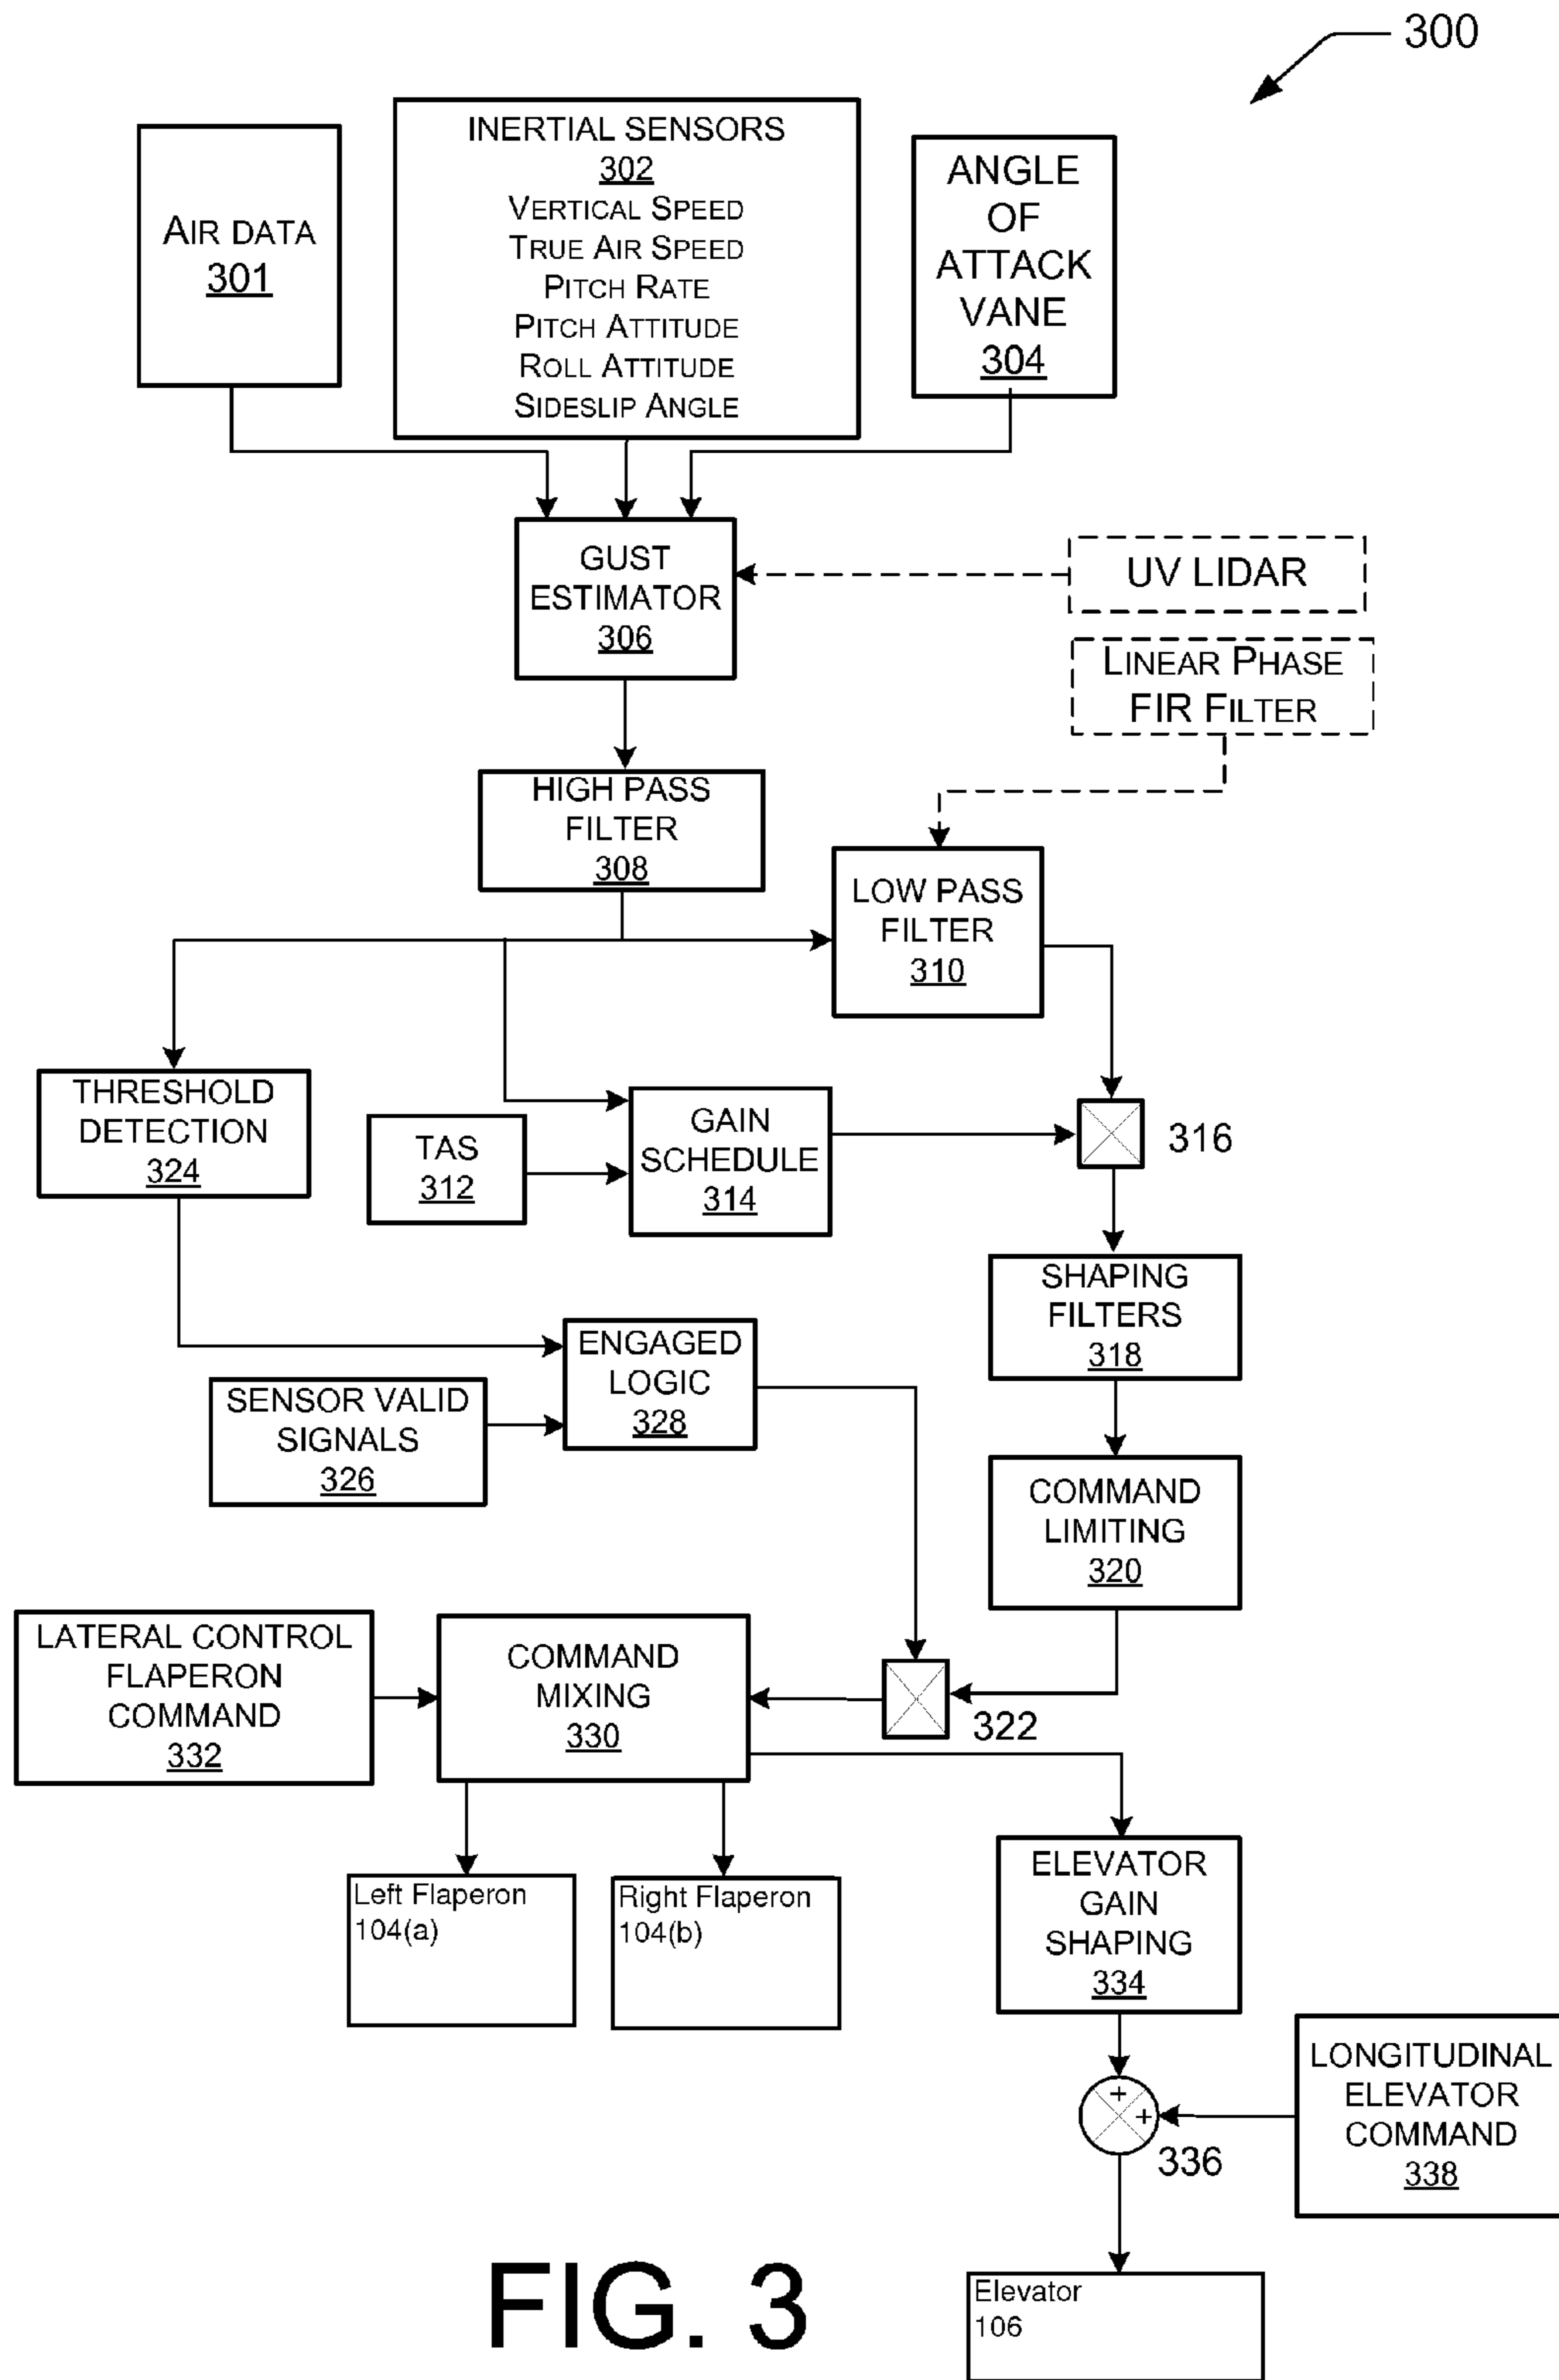 300
AIR DATA
301
INERTIAL SENSORS
302
VERTICAL SPEED
TRUE AIR SPEED
PITCH RATE
PITCH ATTITUDE
ROLL ATTITUDE
SIDESLIP ANGLE
ANGLE
OF
ATTACK
VANE
304
GUST
ESTIMATOR
306
UV LIDAR
LINEAR PHASE
FIR FILTER
HIGH PASS
FILTER
308
LOW PASS
FILTER
310
THRESHOLD
DETECTION
324
TAS
312
GAIN
SCHEDULE
314
316
SHAPING
FILTERS
318
ENGAGED
LOGIC
328
SENSOR VALID
SIGNALS
326
COMMAND
LIMITING
320
LATERAL CONTROL
FLAPERON
COMMAND
332
COMMAND
MIXING
330
322
Left Flaperon
104(a)
Right Flaperon
104(b)
ELEVATOR
GAIN
SHAPING
334
+
+
336
LONGITUDINAL
ELEVATOR
COMMAND
338
Elevator
106
FIG. 3